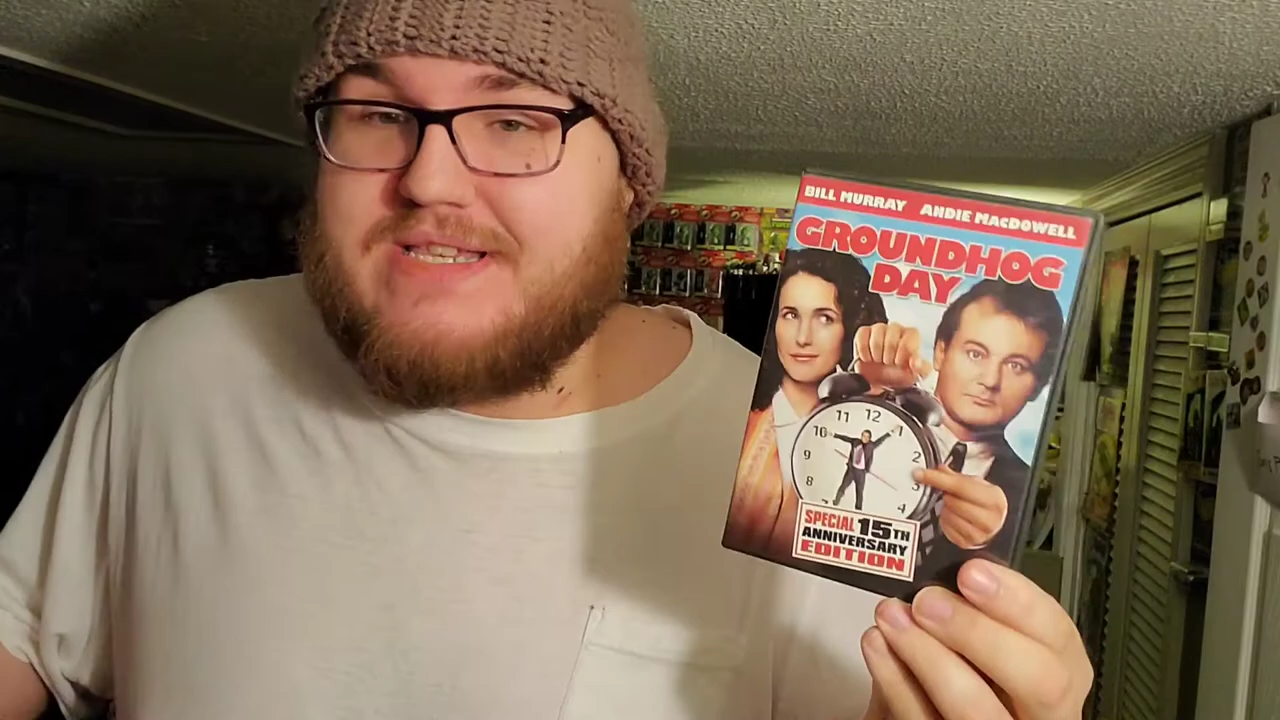 BILL MURRAY ANDIE MACDOWELL
GROUNDHOG
DAY
11 12 1
10 2
9 3
8 4
SPECIAL 15TH
ANNIVERSARY
EDITION